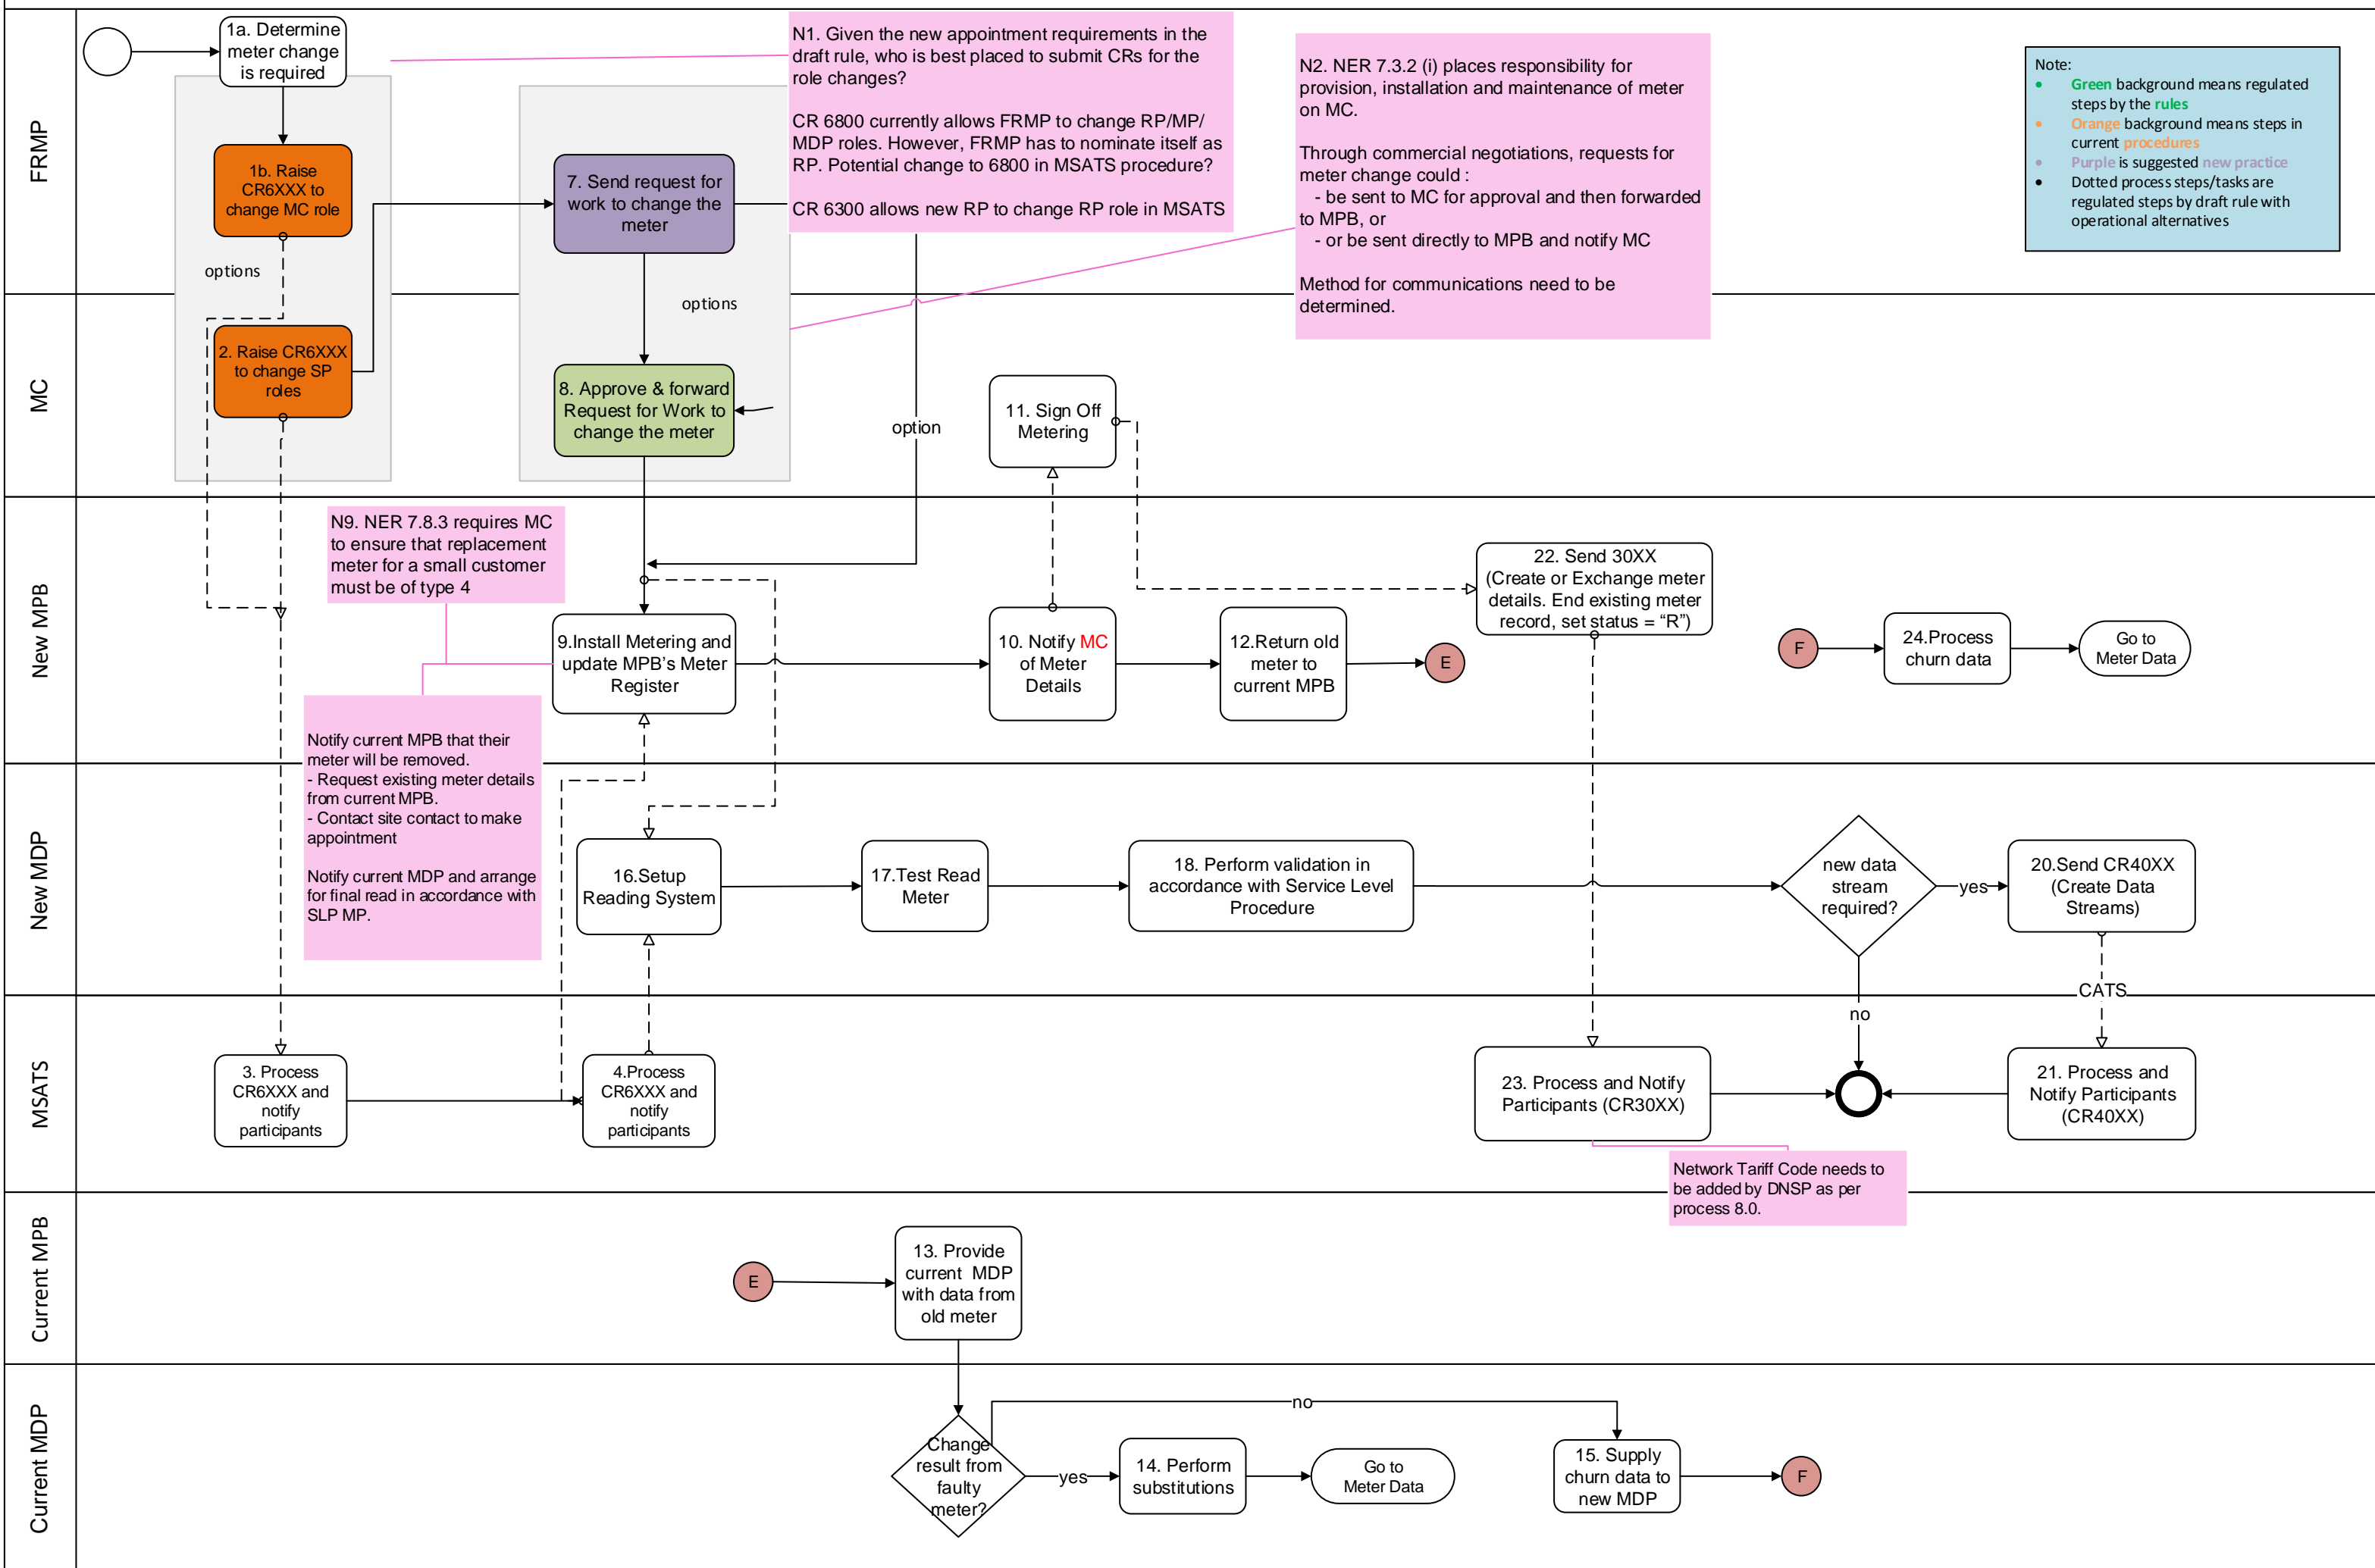 FRMP
1a. Determine
meter change
is required
1b. Raise
CR6XXX to
change MC role
options
7. Send request for
work to change the
meter
options
N1. Given the new appointment requirements in the
draft rule, who is best placed to submit CRs for the
role changes?
CR 6800 currently allows FRMP to change RP/MP/
MDP roles. However, FRMP has to nominate itself as
RP. Potential change to 6800 in MSATS procedure?
CR 6300 allows new RP to change RP role in MSATS
N2. NER 7.3.2 (i) places responsibility for
provision, installation and maintenance of meter
on MC.
Through commercial negotiations, requests for
meter change could :
- be sent to MC for approval and then forwarded
to MPB, or
- or be sent directly to MPB and notify MC
Method for communications need to be
determined.
Note:
• Green background means regulated
steps by the rules
• Orange background means steps in
current procedures
• Purple is suggested new practice
• Dotted process steps/tasks are
regulated steps by draft rule with
operational alternatives
MC
2. Raise CR6XXX
to change SP
roles
8. Approve & forward
Request for Work to
change the meter
option
11. Sign Off
Metering
New MPB
N9. NER 7.8.3 requires MC
to ensure that replacement
meter for a small customer
must be of type 4
9.Install Metering and
update MPB's Meter
Register
10. Notify MC
of Meter
Details
12.Return old
meter to
current MPB
E
22. Send 30XX
(Create or Exchange meter
details. End existing meter
record, set status = “R”)
F
24.Process
churn data
Go to
Meter Data
Notify current MPB that their
meter will be removed.
- Request existing meter details
from current MPB.
- Contact site contact to make
appointment
Notify current MDP and arrange
for final read in accordance with
SLP MP.
New MDP
16.Setup
Reading System
17.Test Read
Meter
18. Perform validation in
accordance with Service Level
Procedure
new data
stream
required?
yes
20.Send CR40XX
(Create Data
Streams)
CATS
no
MSATS
3. Process
CR6XXX and
notify
participants
4.Process
CR6XXX and
notify
participants
23. Process and Notify
Participants (CR30XX)
21. Process and
Notify Participants
(CR40XX)
Network Tariff Code needs to
be added by DNSP as per
process 8.0.
Current MPB
E
13. Provide
current MDP
with data from
old meter
Current MDP
Change
result from
faulty
meter?
no
yes
14. Perform
substitutions
Go to
Meter Data
15. Supply
churn data to
new MDP
F